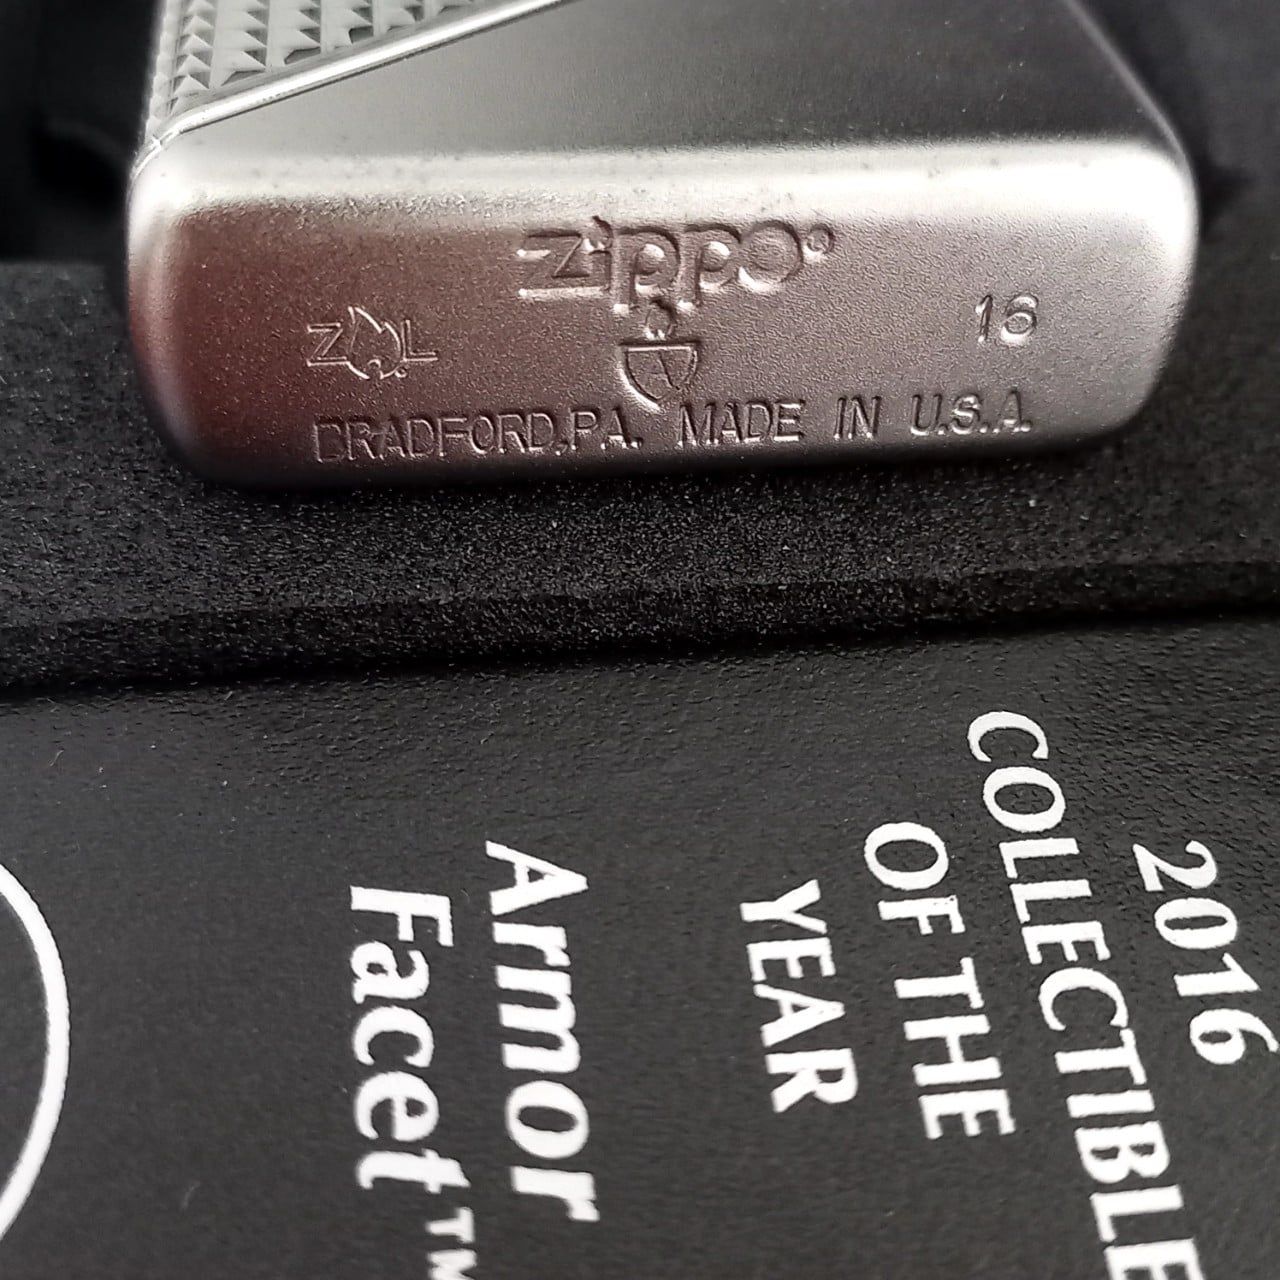 zippo®
Z L 16
A
BRADFORD,PA. MADE IN U.S.A.
2016
COLLECTIBLE
OF THE
YEAR
Armor
Facet™